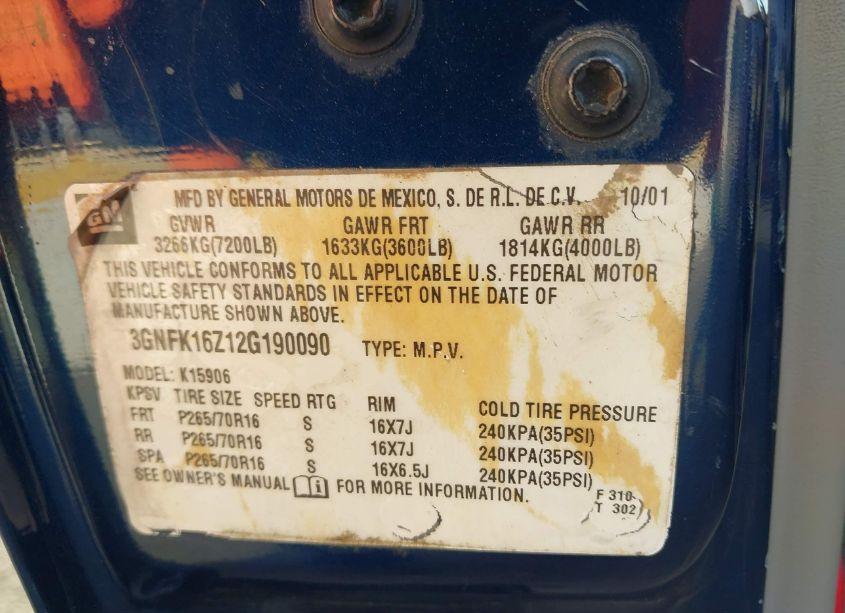 GM
MFD BY GENERAL MOTORS DE MEXICO, S. DE R.L. DE C.V. 10/01
GVWR GAWR FRT GAWR RR
3266KG(7200LB) 1633KG(3600LB) 1814KG(4000LB)
THIS VEHICLE CONFORMS TO ALL APPLICABLE U.S. FEDERAL MOTOR
VEHICLE SAFETY STANDARDS IN EFFECT ON THE DATE OF
MANUFACTURE SHOWN ABOVE.
3GNFK16Z12G190090 TYPE: M.P.V.
MODEL: K15906
KPSV TIRE SIZE SPEED RTG RIM COLD TIRE PRESSURE
FRT P265/70R16 S 16X7J 240KPA(35PSI)
RR P265/70R16 S 16X7J 240KPA(35PSI)
SPA P265/70R16 S 16X6.5J 240KPA(35PSI)
SEE OWNER'S MANUAL i FOR MORE INFORMATION.
F 310
T 302